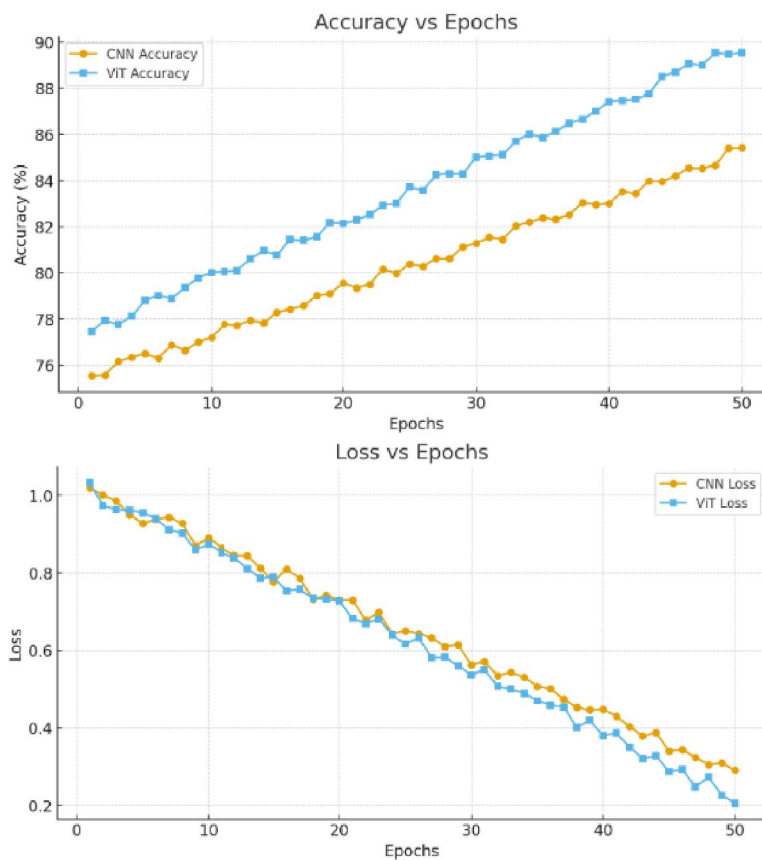 Accuracy vs Epochs
90
88
86
84
82
80
78
76
Accuracy (%)
CNN Accuracy
ViT Accuracy
0 10 20 30 40 50
Epochs
Loss vs Epochs
1.0
0.8
0.6
0.4
0.2
Loss
CNN Loss
ViT Loss
0 10 20 30 40 50
Epochs